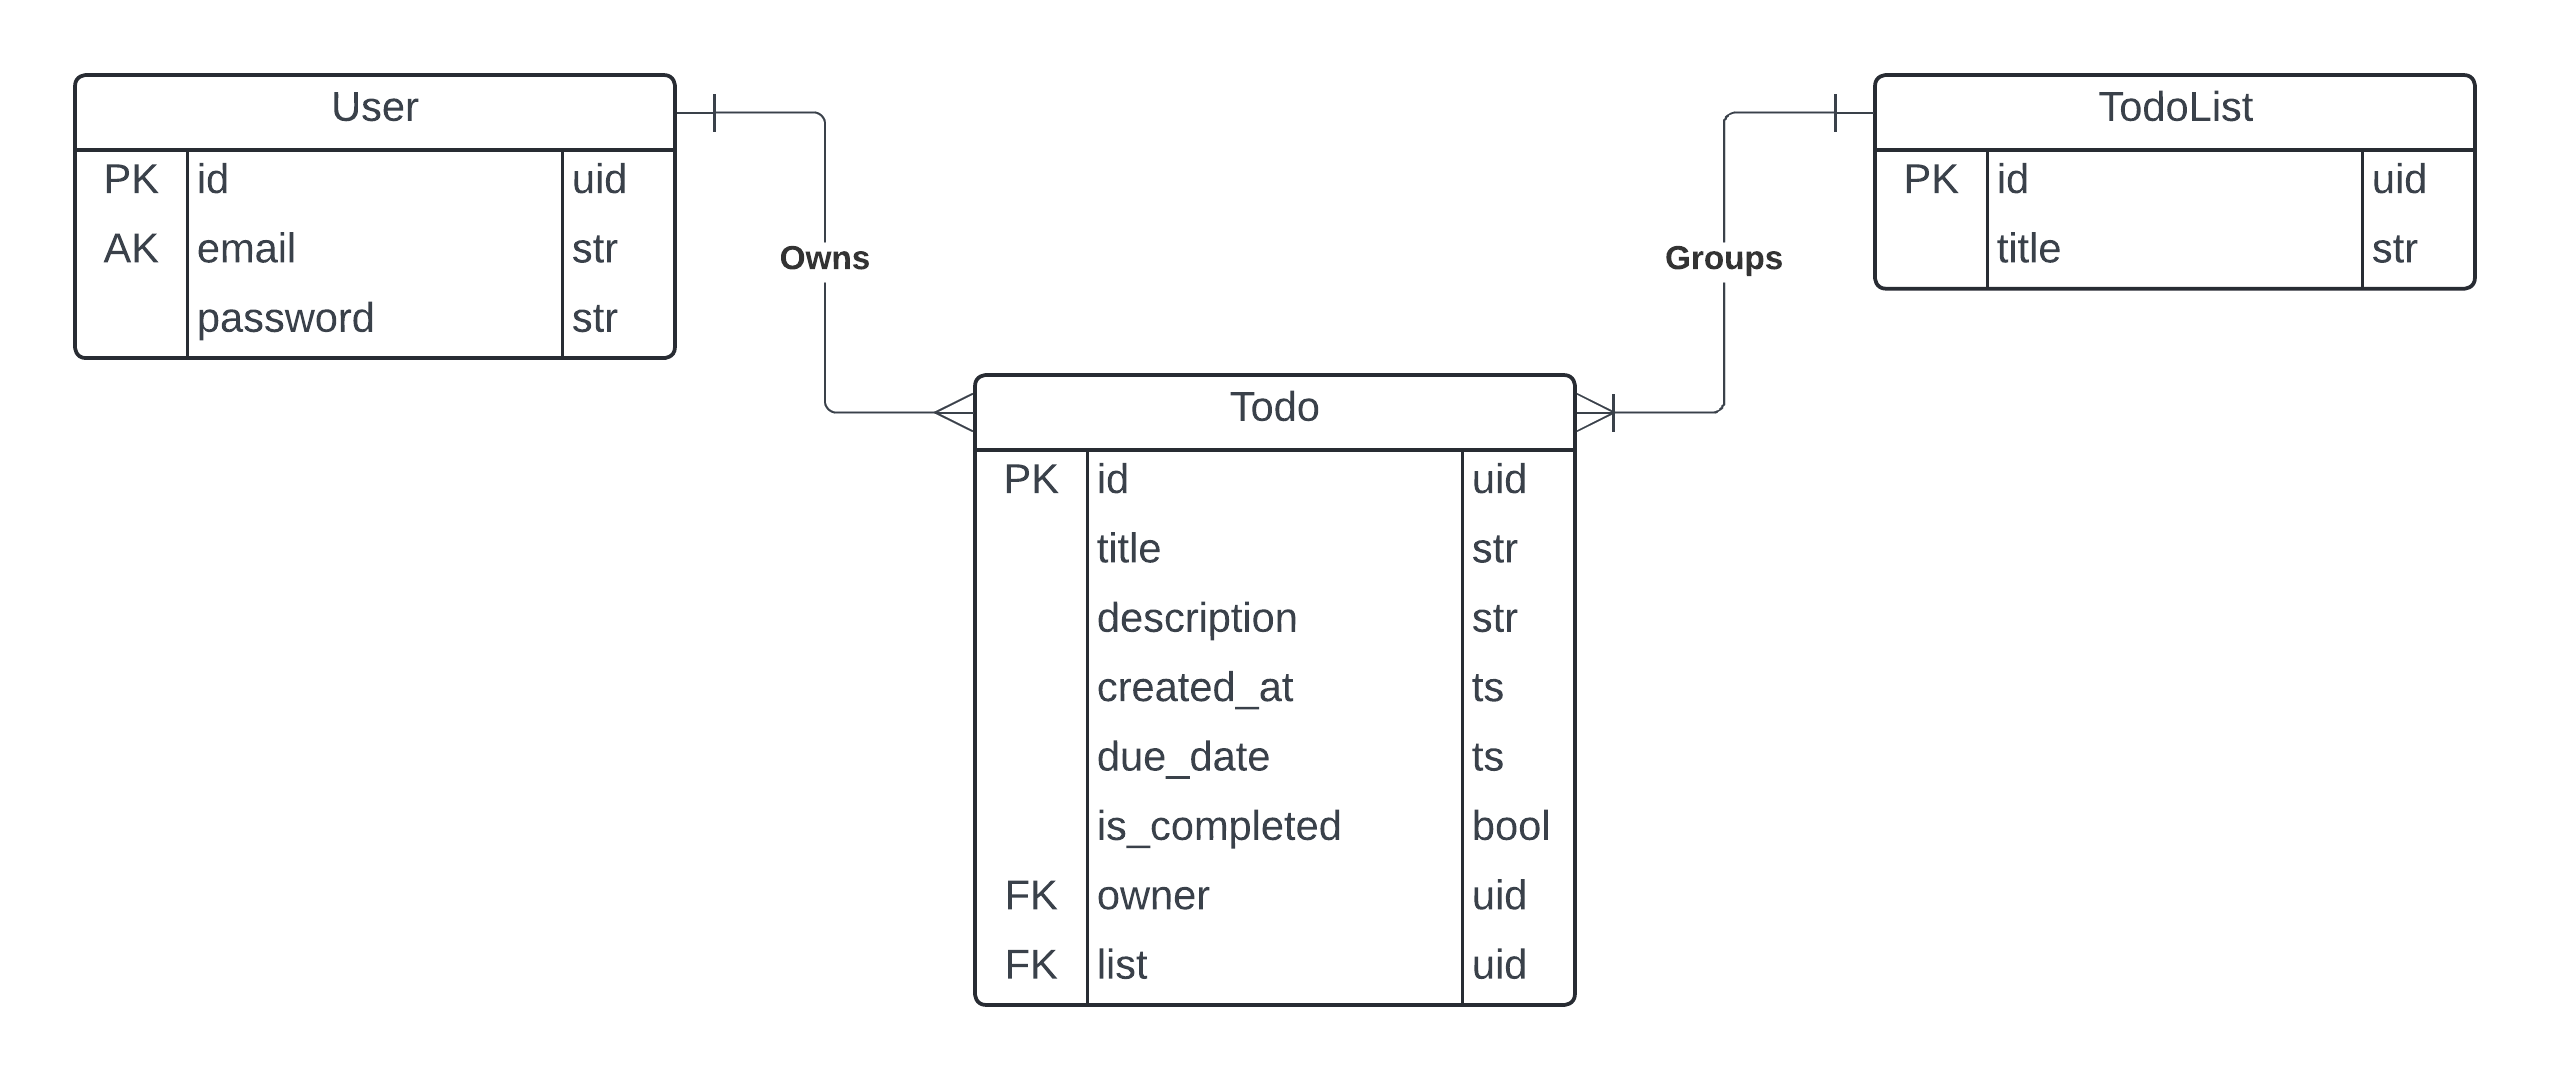 User
PK id uid
AK email str
password str
Owns
Groups
TodoList
PK id uid
title str
Todo
PK id uid
title str
description str
created_at ts
due_date ts
is_completed bool
FK owner uid
FK list uid